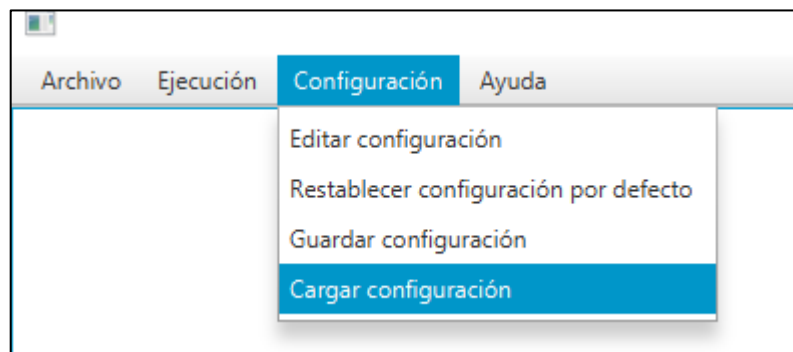 Archivo Ejecución Configuración Ayuda
Editar configuración
Restablecer configuración por defecto
Guardar configuración
Cargar configuración